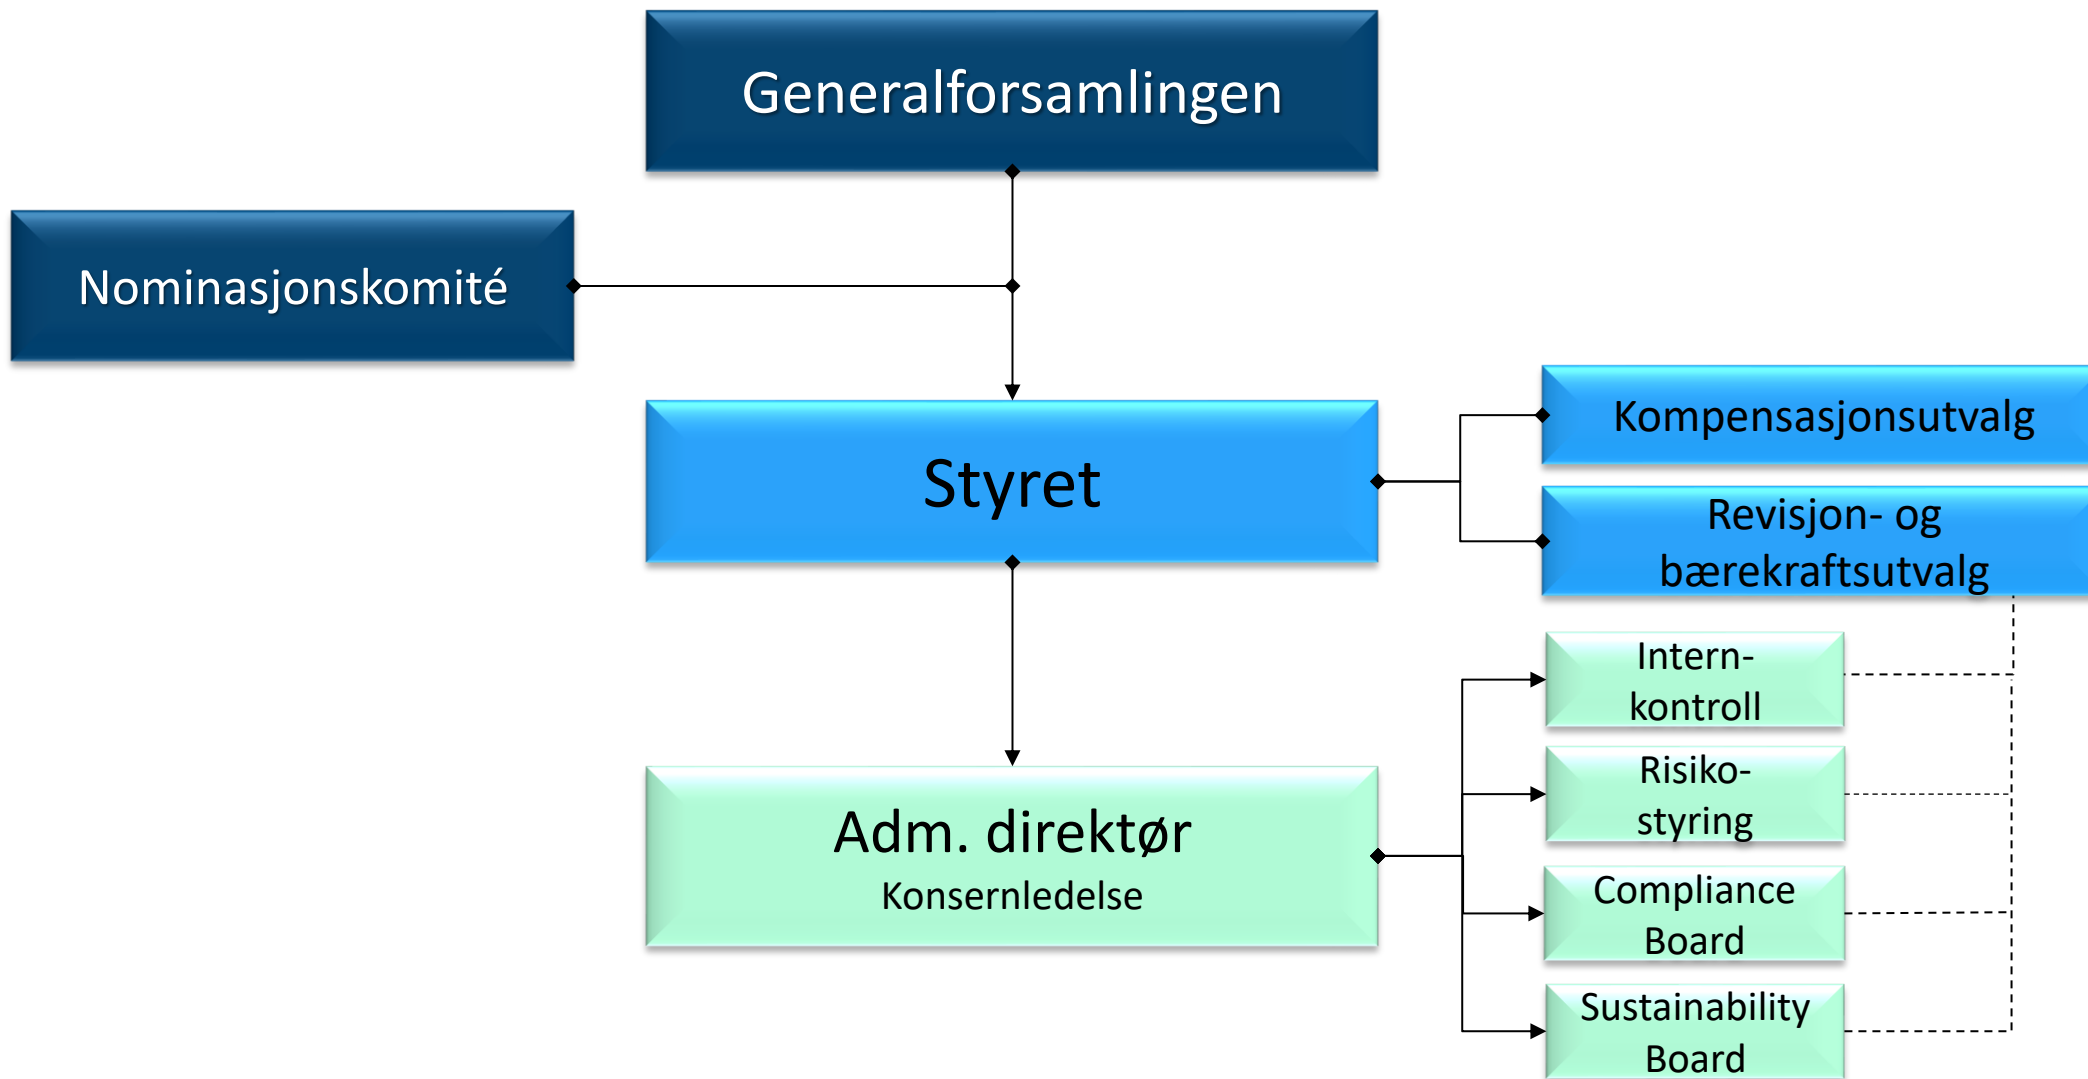 Generalforsamlingen
Nominasjonskomité
Styret
Kompensasjonsutvalg
Revisjon- og
bærekraftsutvalg
Adm. direktør
Konsernledelse
Intern-
kontroll
Risiko-
styring
Compliance
Board
Sustainability
Board